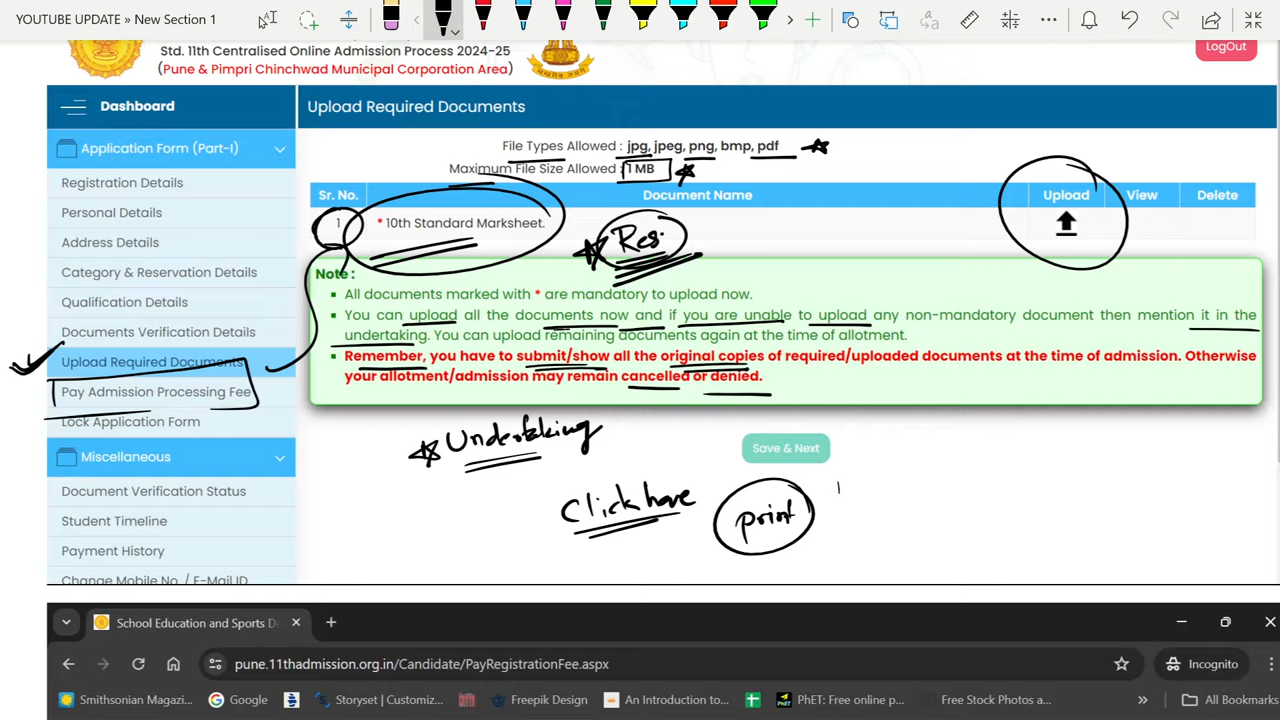 YOUTUBE UPDATE » New Section 1
Std. 11th Centralised Online Admission Process 2024-25
(Pune & Pimpri Chinchwad Municipal Corporation Area)
LogOut
Dashboard
Application Form (Part-I)
Registration Details
Personal Details
Address Details
Category & Reservation Details
Qualification Details
Documents Verification Details
Upload Required Documents
Pay Admission Processing Fee
Lock Application Form
Miscellaneous
Document Verification Status
Student Timeline
Payment History
Change Mobile No. / E-Mail ID
Upload Required Documents
File Types Allowed : jpg, jpeg, png, bmp, pdf
Maximum File Size Allowed : 1 MB
Sr. No. Document Name Upload View Delete
1 * 10th Standard Marksheet.
Res.
Note :
All documents marked with * are mandatory to upload now.
You can upload all the documents now and if you are unable to upload any non-mandatory document then mention it in the
undertaking. You can upload remaining documents again at the time of allotment.
Remember, you have to submit/show all the original copies of required/uploaded documents at the time of admission. Otherwise
your allotment/admission may remain cancelled or denied.
Undertaking
Save & Next
Click here
print
School Education and Sports D
pune.11thadmission.org.in/Candidate/PayRegistrationFee.aspx
Incognito
Smithsonian Magazi... Google Storyset | Customiz... Freepik Design An Introduction to... PhET: Free online p... Free Stock Photos a... » All Bookmarks